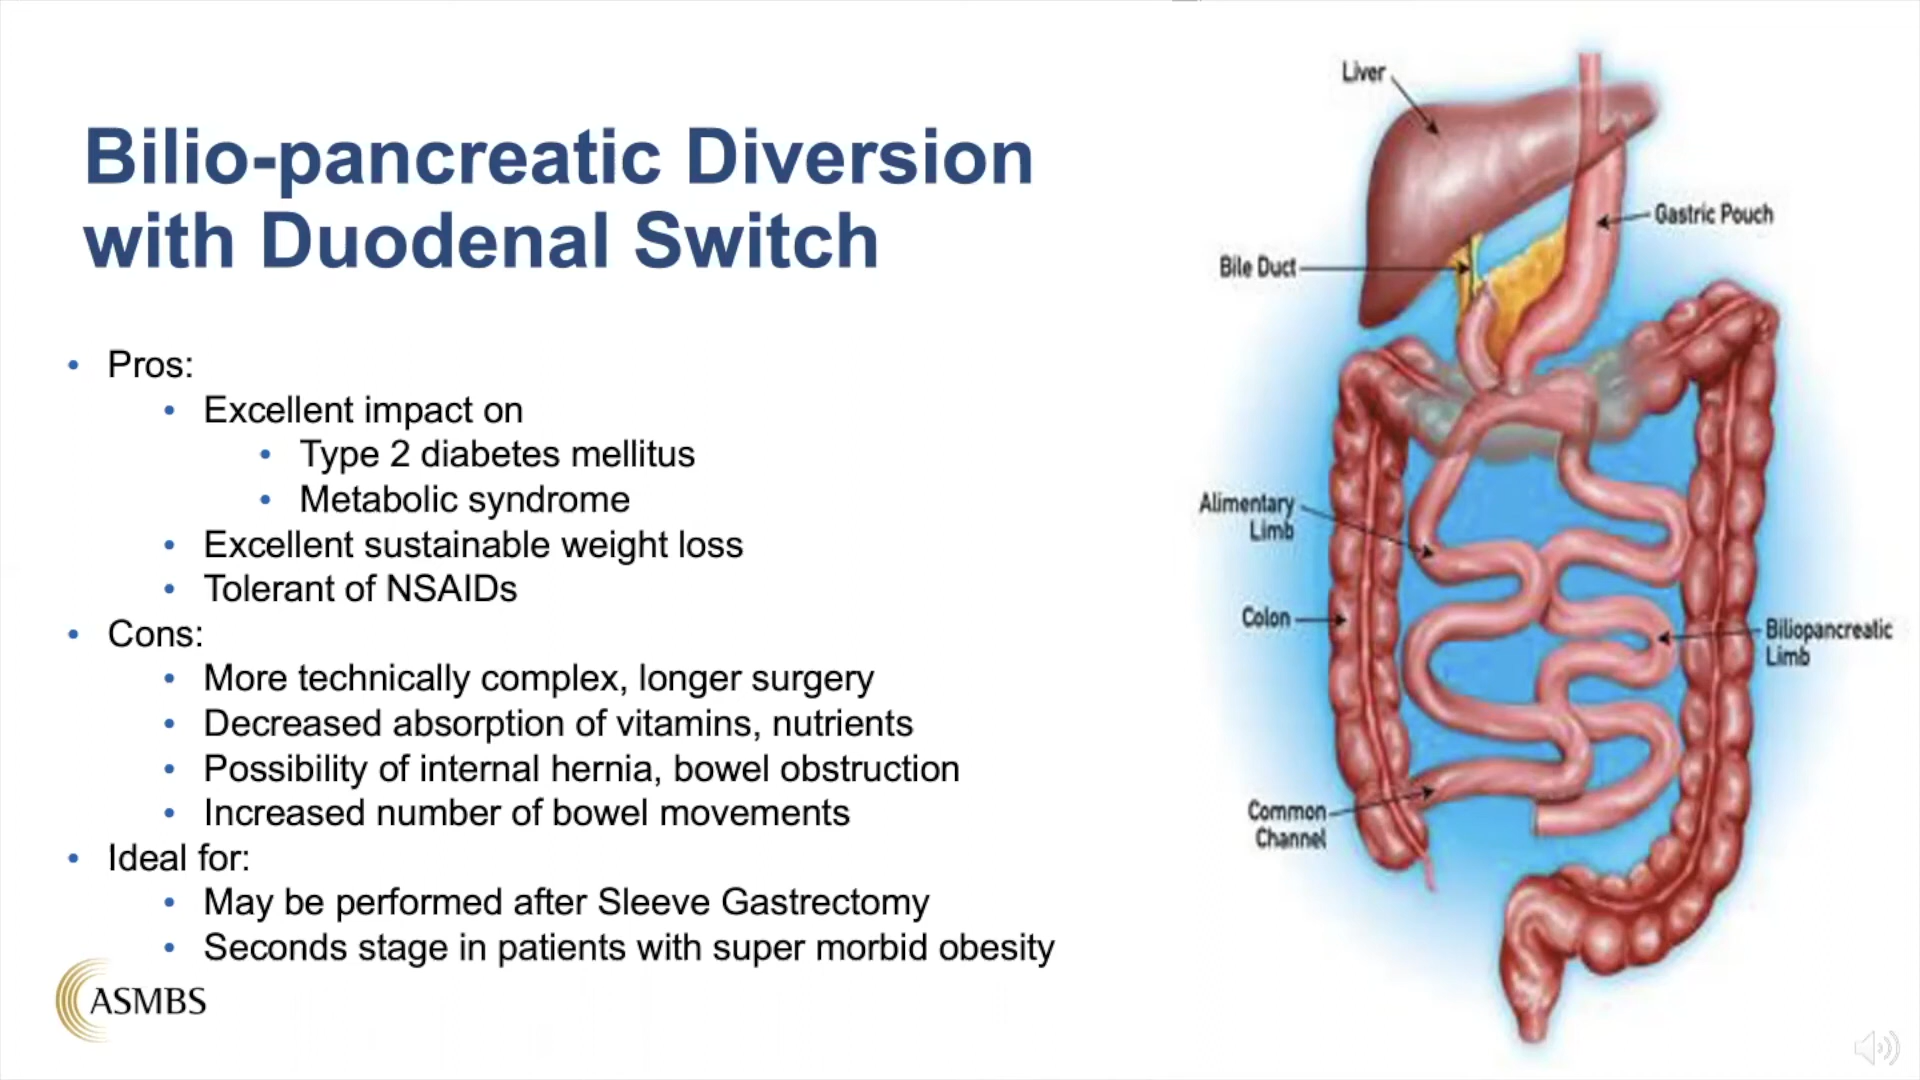 Bilio-pancreatic Diversion
with Duodenal Switch
• Pros:
• Excellent impact on
• Type 2 diabetes mellitus
• Metabolic syndrome
• Excellent sustainable weight loss
• Tolerant of NSAIDs
• Cons:
• More technically complex, longer surgery
• Decreased absorption of vitamins, nutrients
• Possibility of internal hernia, bowel obstruction
• Increased number of bowel movements
• Ideal for:
• May be performed after Sleeve Gastrectomy
• Seconds stage in patients with super morbid obesity
ASMBS
Liver
Gastric Pouch
Bile Duct
Alimentary
Limb
Colon
Biliopancreatic
Limb
Common
Channel